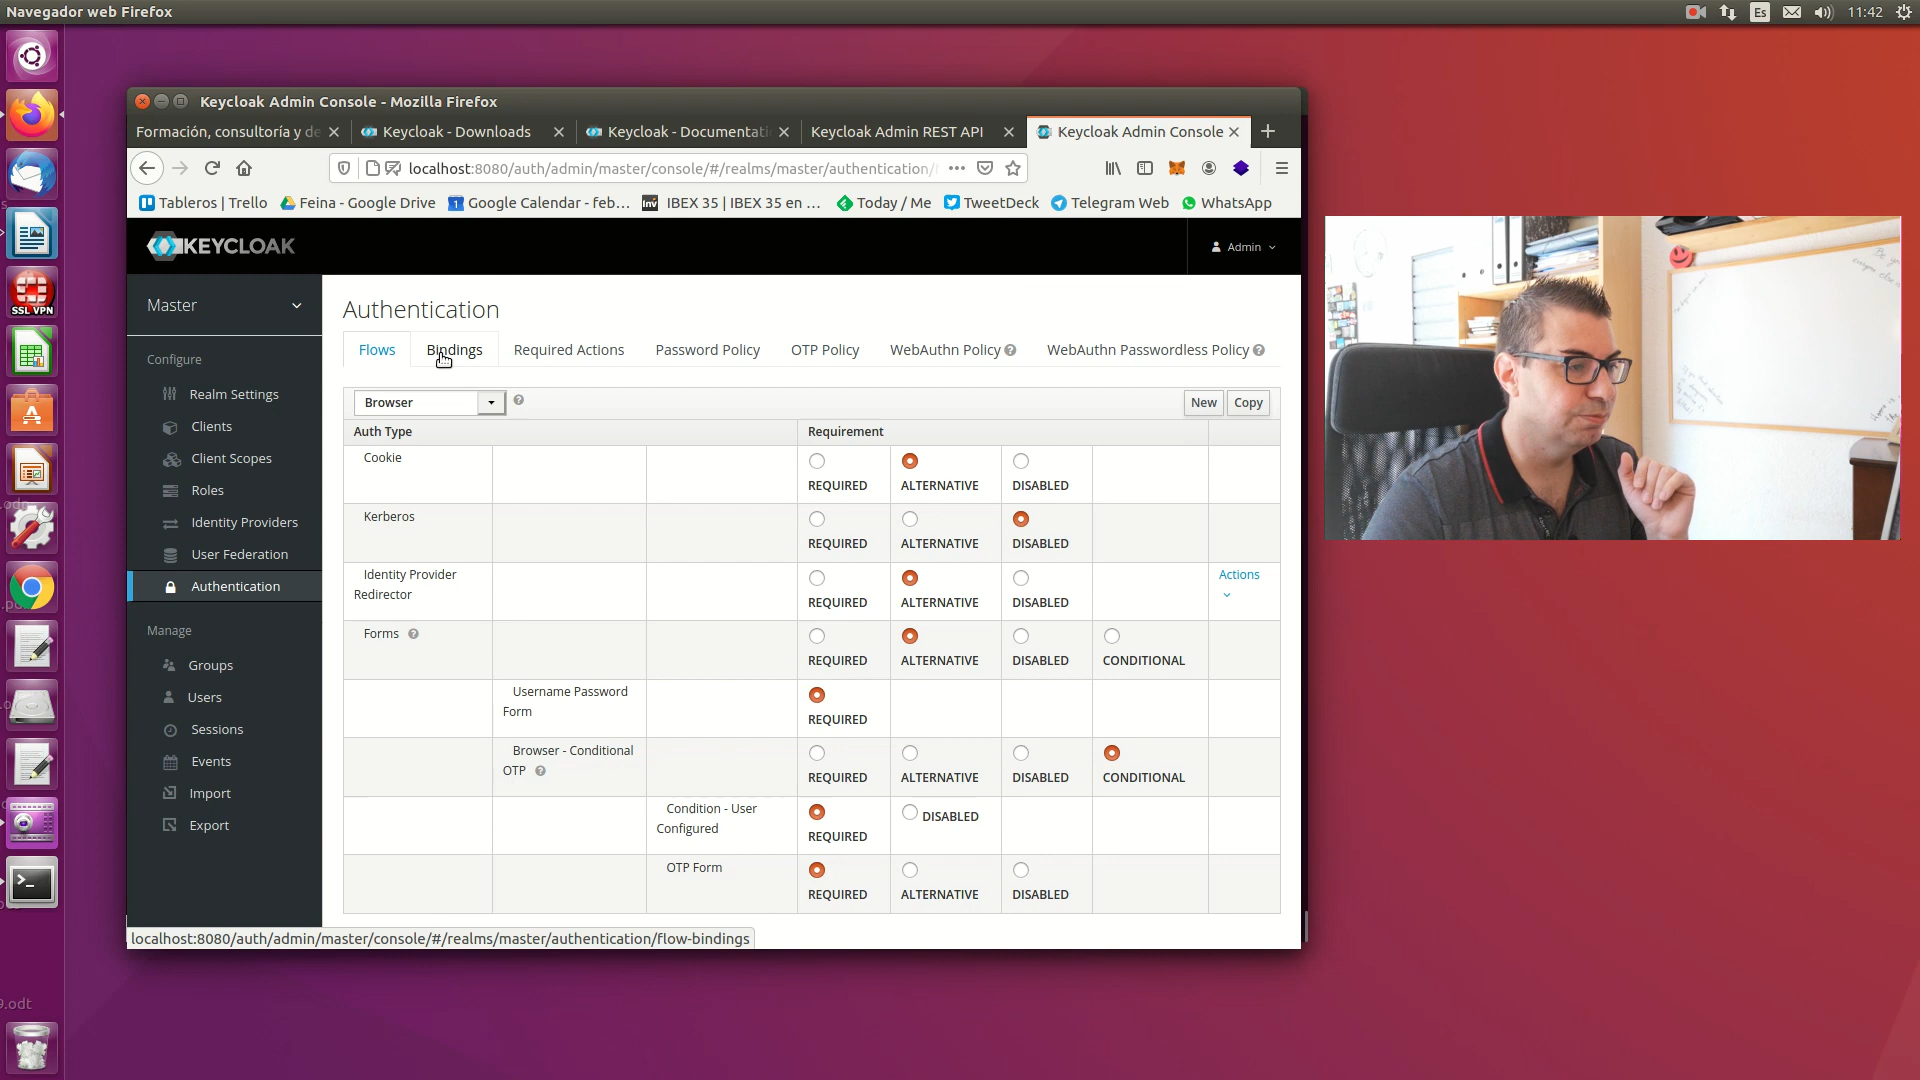 Navegador web Firefox
Es
11:42
Keycloak Admin Console - Mozilla Firefox
Formación, consultoría y de
Keycloak - Downloads
Keycloak - Documentati
Keycloak Admin REST API
Keycloak Admin Console
localhost:8080/auth/admin/master/console/#/realms/master/authentication/
Tableros | Trello
Feina - Google Drive
Google Calendar - feb...
Inv IBEX 35 | IBEX 35 en ...
Today / Me
TweetDeck
Telegram Web
WhatsApp
KEYCLOAK
Admin
Master
Configure
Realm Settings
Clients
Client Scopes
Roles
Identity Providers
User Federation
Authentication
Manage
Groups
Users
Sessions
Events
Import
Export
Authentication
Flows
Bindings
Required Actions
Password Policy
OTP Policy
WebAuthn Policy
WebAuthn Passwordless Policy
Browser
New
Copy
Auth Type
Requirement
Cookie
REQUIRED
ALTERNATIVE
DISABLED
Kerberos
REQUIRED
ALTERNATIVE
DISABLED
Identity Provider
Redirector
REQUIRED
ALTERNATIVE
DISABLED
Actions
Forms
REQUIRED
ALTERNATIVE
DISABLED
CONDITIONAL
Username Password
Form
REQUIRED
Browser - Conditional
OTP
REQUIRED
ALTERNATIVE
DISABLED
CONDITIONAL
Condition - User
Configured
REQUIRED
DISABLED
OTP Form
REQUIRED
ALTERNATIVE
DISABLED
localhost:8080/auth/admin/master/console/#/realms/master/authentication/flow-bindings
SSL VPN
9.odt